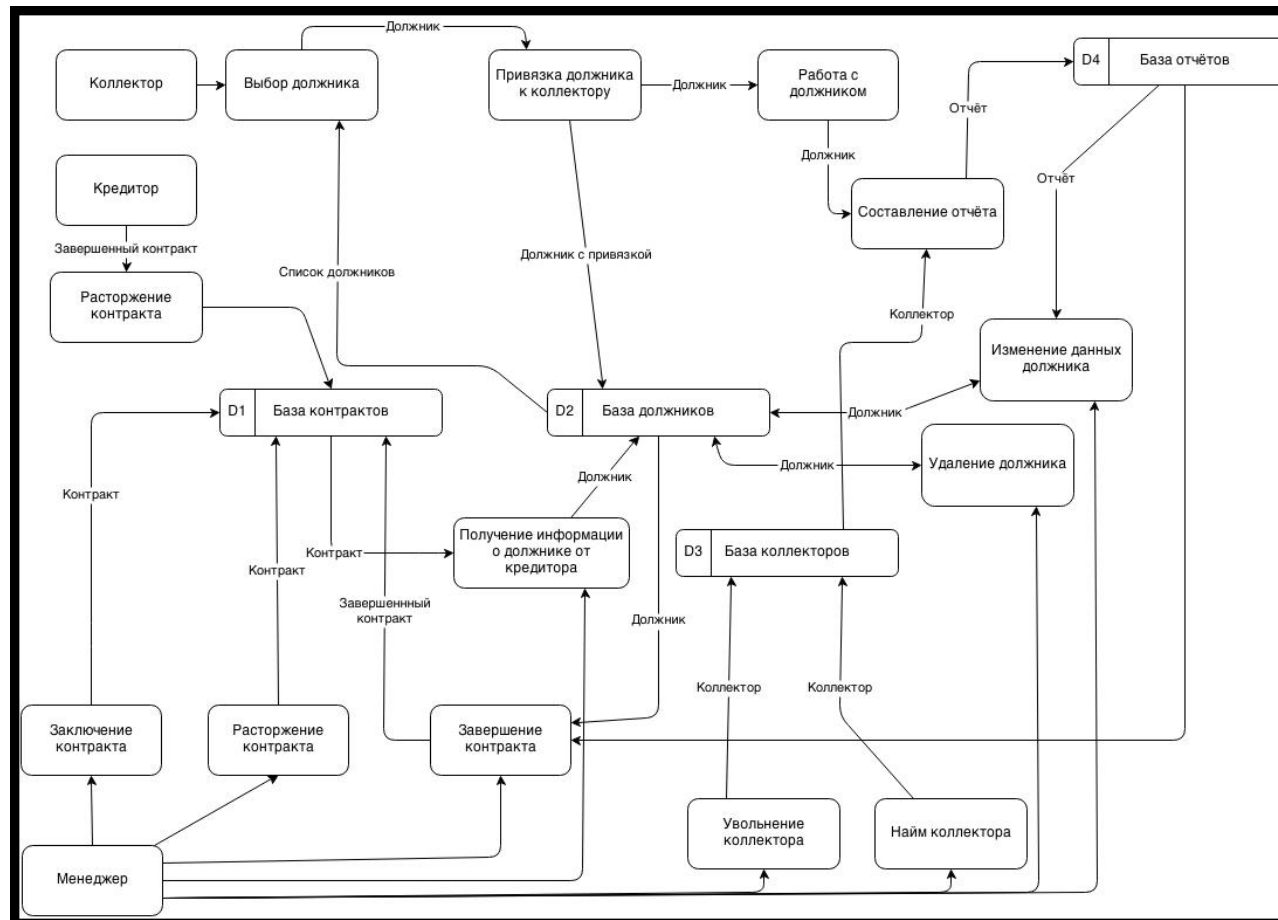 Должник
Коллектор
Выбор должника
Привязка должника
к коллектору
Должник
Работа с
должником
D4
База отчётов
Отчёт
Должник
Кредитор
Отчёт
Составление отчёта
Завершенный контракт
Должник с привязкой
Список должников
Расторжение
контракта
Коллектор
Изменение данных
должника
D1
База контрактов
D2
База должников
Должник
Должник
Удаление должника
Должник
Контракт
Получение информации
о должнике от
кредитора
Контракт
D3
База коллекторов
Контракт
Завершеннный
контракт
Должник
Коллектор
Коллектор
Заключение
контракта
Расторжение
контракта
Завершение
контракта
Увольнение
коллектора
Найм коллектора
Менеджер